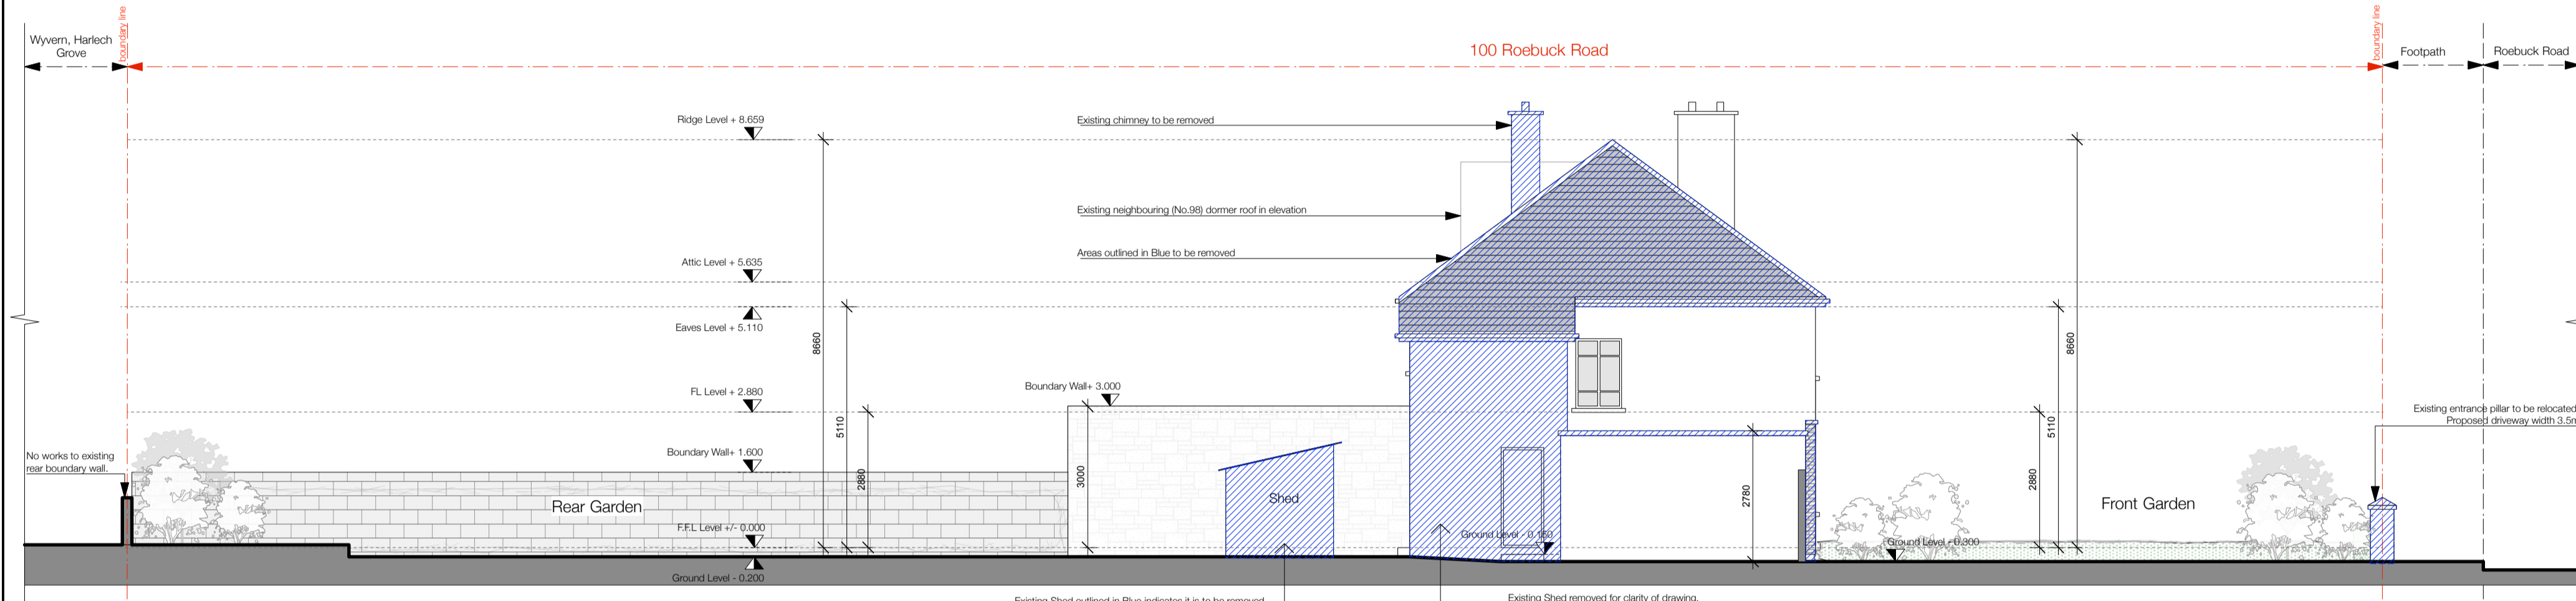 Wyvern, Harlech
Grove
boundary line
100 Roebuck Road
boundary line
Footpath
Roebuck Road
Ridge Level + 8.659
Existing chimney to be removed
Existing neighbouring (No.98) dormer roof in elevation
Areas outlined in Blue to be removed
Attic Level + 5.635
Eaves Level + 5.110
8660
5110
2880
FL Level + 2.880
Boundary Wall+ 3.000
3000
Boundary Wall+ 1.600
No works to existing
rear boundary wall.
Rear Garden
F.F.L Level +/- 0.000
Ground Level - 0.200
Shed
Ground Level - 0.150
2780
8660
5110
2880
Front Garden
Ground Level - 0.300
Existing entrance pillar to be relocated
Proposed driveway width 3.5m
Existing Shed outlined in Blue indicates it is to be removed
Existing Shed removed for clarity of drawing.